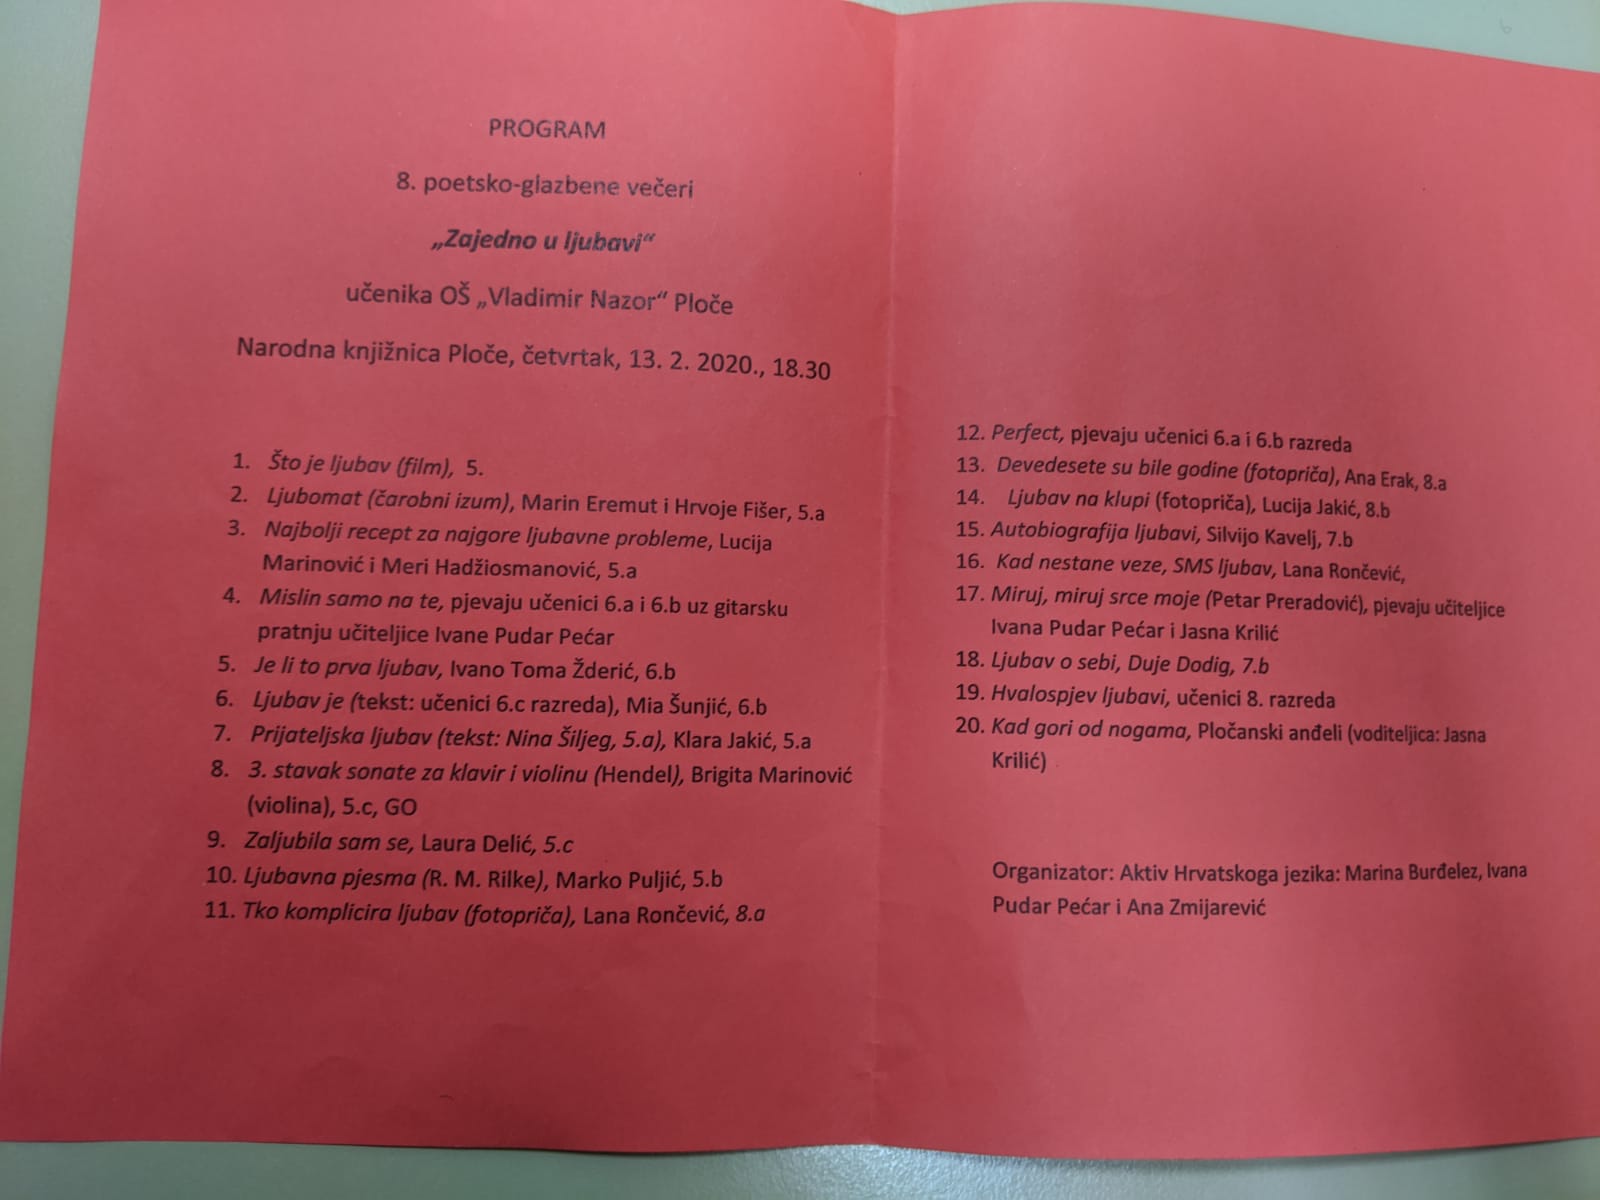 PROGRAM
8. poetsko-glazbene večeri
„Zajedno u ljubavi“
učenika OŠ „Vladimir Nazor“ Ploče
Narodna knjižnica Ploče, četvrtak, 13. 2. 2020., 18.30
1. Što je ljubav (film), 5.
2. Ljubomat (čarobni izum), Marin Eremut i Hrvoje Fišer, 5.a
3. Najbolji recept za najgore ljubavne probleme, Lucija
Marinović i Meri Hadžiosmanović, 5.a
4. Mislin samo na te, pjevaju učenici 6.a i 6.b uz gitarsku
pratnju učiteljice Ivane Pudar Pećar
5. Je li to prva ljubav, Ivano Toma Žderić, 6.b
6. Ljubav je (tekst: učenici 6.c razreda), Mia Šunjić, 6.b
7. Prijateljska ljubav (tekst: Nina Šiljeg, 5.a), Klara Jakić, 5.a
8. 3. stavak sonate za klavir i violinu (Hendel), Brigita Marinović
(violina), 5.c, GO
9. Zaljubila sam se, Laura Delić, 5.c
10. Ljubavna pjesma (R. M. Rilke), Marko Puljić, 5.b
11. Tko komplicira ljubav (fotopriča), Lana Rončević, 8.a
12. Perfect, pjevaju učenici 6.a i 6.b razreda
13. Devedesete su bile godine (fotopriča), Ana Erak, 8.a
14. Ljubav na klupi (fotopriča), Lucija Jakić, 8.b
15. Autobiografija ljubavi, Silvijo Kavelj, 7.b
16. Kad nestane veze, SMS ljubav, Lana Rončević,
17. Miruj, miruj srce moje (Petar Preradović), pjevaju učiteljice
Ivana Pudar Pećar i Jasna Krilić
18. Ljubav o sebi, Duje Dodig, 7.b
19. Hvalospjev ljubavi, učenici 8. razreda
20. Kad gori od nogama, Pločanski anđeli (voditeljica: Jasna
Krilić)
Organizator: Aktiv Hrvatskoga jezika: Marina Burđelez, Ivana
Pudar Pećar i Ana Zmijarević